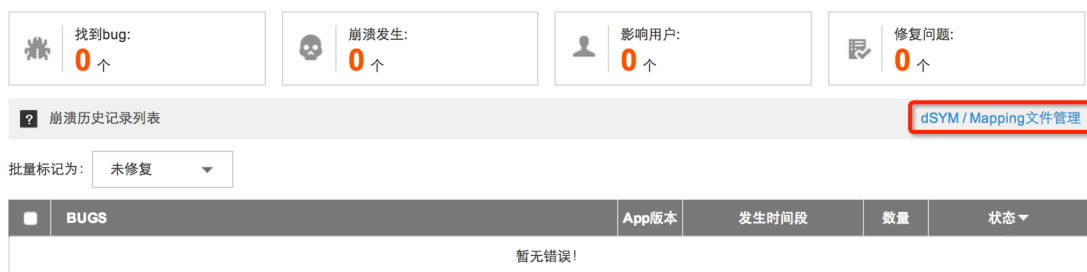 找到bug:
0 个
崩溃发生:
0 个
影响用户:
0 个
修复问题:
0 个
? 崩溃历史记录列表 dSYM / Mapping文件管理
批量标记为: 未修复
BUGS App版本 发生时间段 数量 状态
暂无错误!